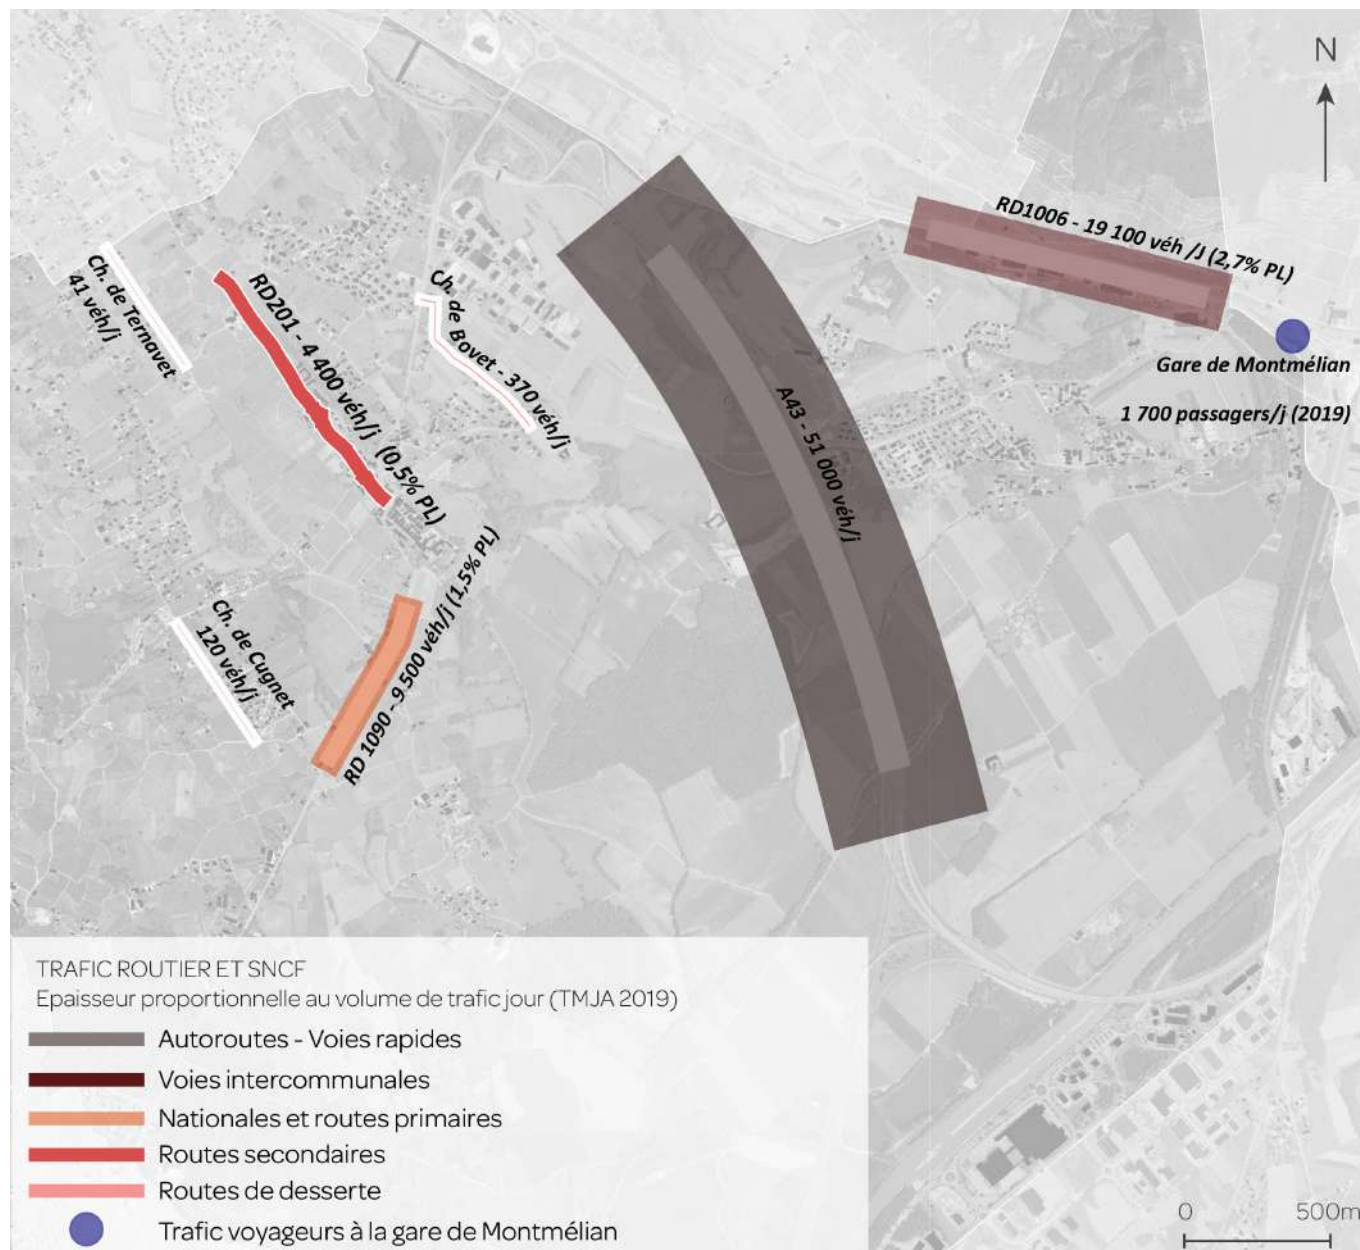 N
RD1006 - 19 100 véh /J (2,7% PL)
Ch. de Ternavet
41 véh/j
RD201 - 4 400 véh/j (0,5% PL)
Ch. de Bovet - 370 véh/j
A43 - 51 000 véh/j
Gare de Montmélian
1 700 passagers/j (2019)
RD 1090 - 9 500 véh/j (1,5% PL)
Ch. de Cugnet
120 véh/j
TRAFIC ROUTIER ET SNCF
Epaisseur proportionnelle au volume de trafic jour (TMJA 2019)
Autoroutes - Voies rapides
Voies intercommunales
Nationales et routes primaires
Routes secondaires
Routes de desserte
Trafic voyageurs à la gare de Montmélian
0 500m